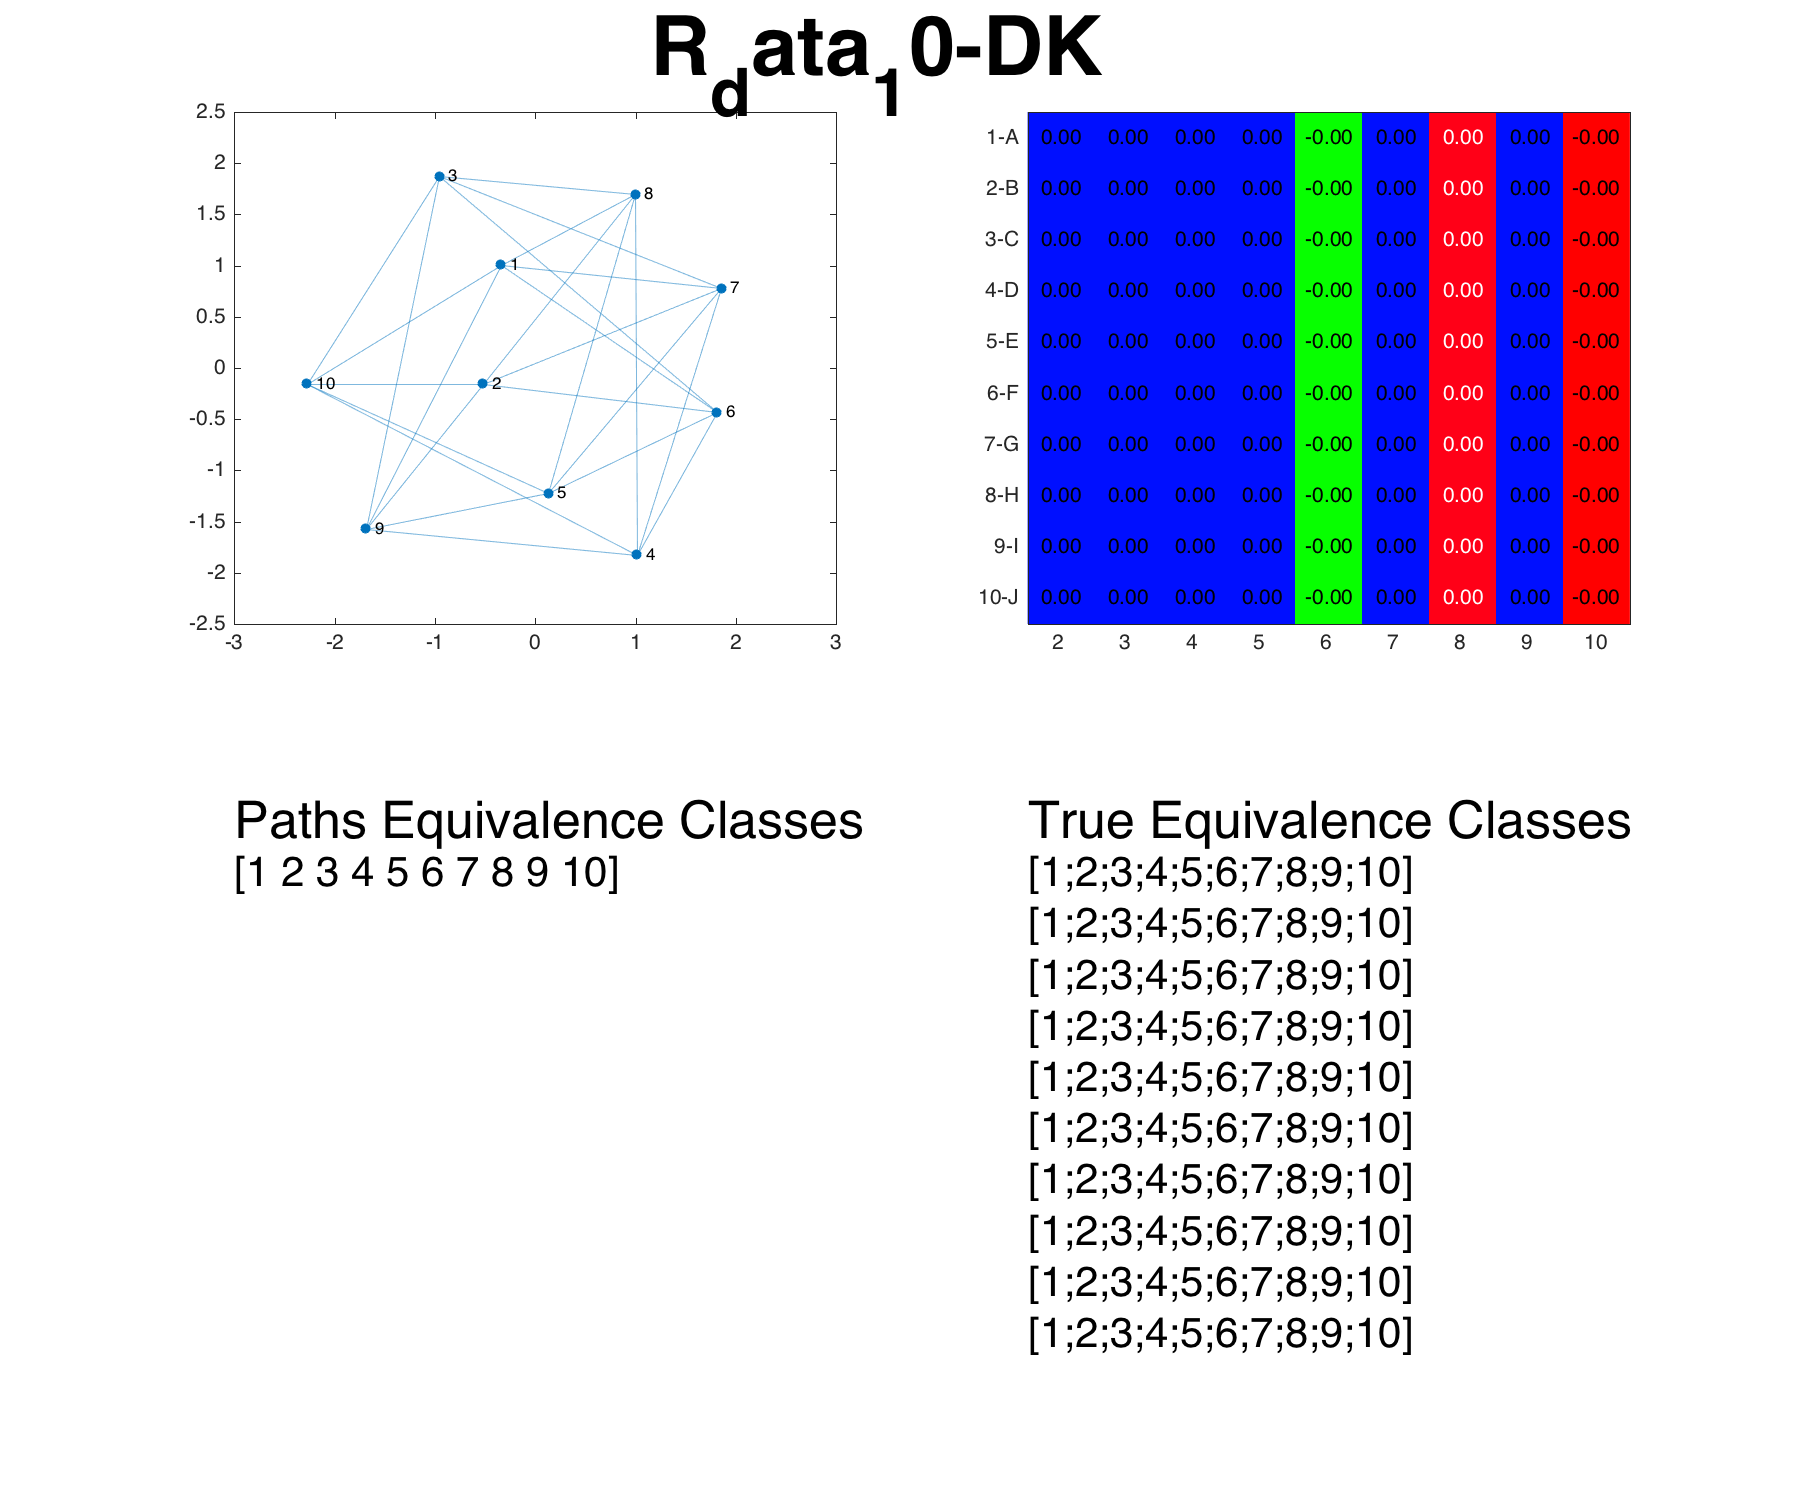 R_data_10-DK
2.5
2
1.5
1
0.5
0
-0.5
-1
-1.5
-2
-2.5
-3 -2 -1 0 1 2 3
3
8
1
7
10
2
6
5
9
4
1-A 0.00 0.00 0.00 0.00 -0.00 0.00 0.00 0.00 -0.00
2-B 0.00 0.00 0.00 0.00 -0.00 0.00 0.00 0.00 -0.00
3-C 0.00 0.00 0.00 0.00 -0.00 0.00 0.00 0.00 -0.00
4-D 0.00 0.00 0.00 0.00 -0.00 0.00 0.00 0.00 -0.00
5-E 0.00 0.00 0.00 0.00 -0.00 0.00 0.00 0.00 -0.00
6-F 0.00 0.00 0.00 0.00 -0.00 0.00 0.00 0.00 -0.00
7-G 0.00 0.00 0.00 0.00 -0.00 0.00 0.00 0.00 -0.00
8-H 0.00 0.00 0.00 0.00 -0.00 0.00 0.00 0.00 -0.00
9-I 0.00 0.00 0.00 0.00 -0.00 0.00 0.00 0.00 -0.00
10-J 0.00 0.00 0.00 0.00 -0.00 0.00 0.00 0.00 -0.00
2 3 4 5 6 7 8 9 10
Paths Equivalence Classes
[1 2 3 4 5 6 7 8 9 10]
True Equivalence Classes
[1;2;3;4;5;6;7;8;9;10]
[1;2;3;4;5;6;7;8;9;10]
[1;2;3;4;5;6;7;8;9;10]
[1;2;3;4;5;6;7;8;9;10]
[1;2;3;4;5;6;7;8;9;10]
[1;2;3;4;5;6;7;8;9;10]
[1;2;3;4;5;6;7;8;9;10]
[1;2;3;4;5;6;7;8;9;10]
[1;2;3;4;5;6;7;8;9;10]
[1;2;3;4;5;6;7;8;9;10]